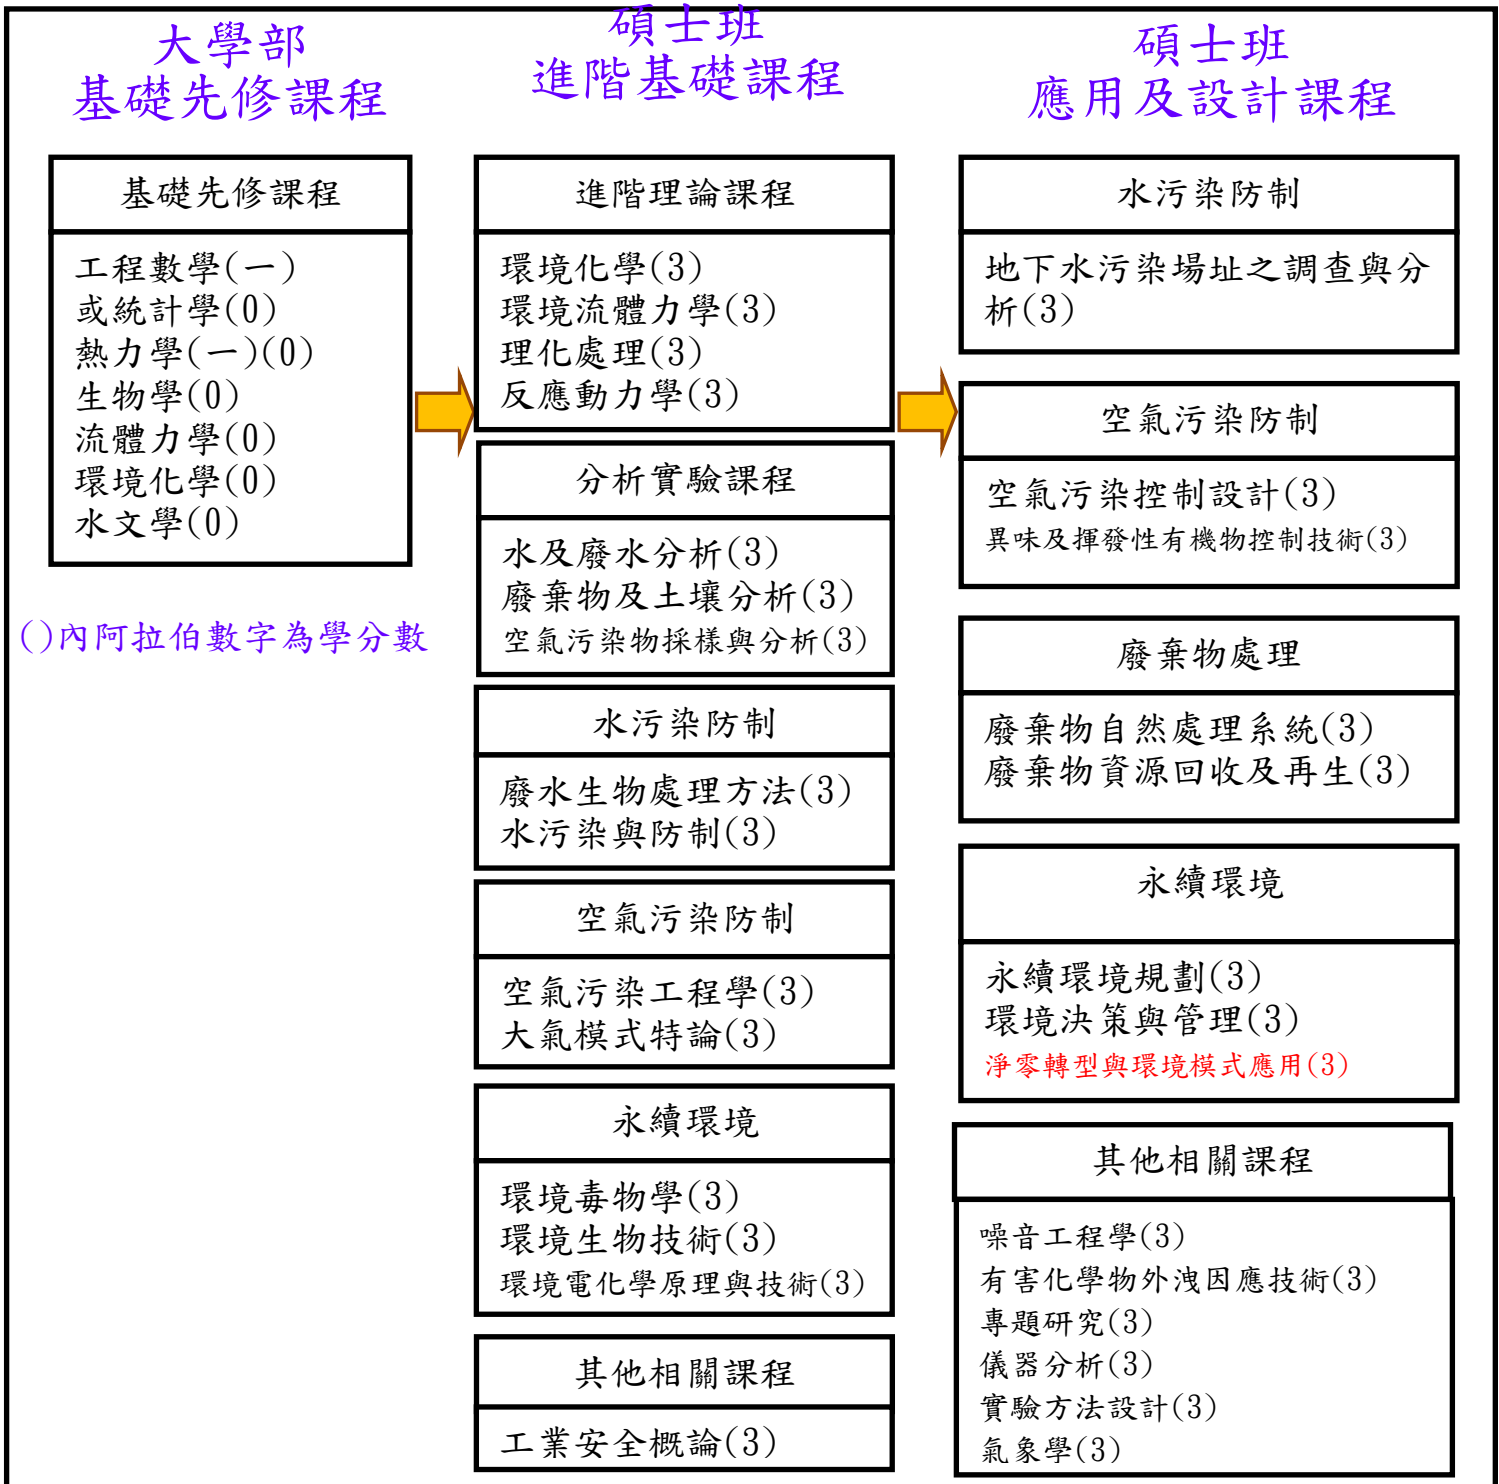 大學部
基礎先修課程
基礎先修課程
工程數學(一)
或統計學(0)
熱力學(一)(0)
生物學(0)
流體力學(0)
環境化學(0)
水文學(0)
()內阿拉伯數字為學分數
碩士班
進階基礎課程
進階理論課程
環境化學(3)
環境流體力學(3)
理化處理(3)
反應動力學(3)
分析實驗課程
水及廢水分析(3)
廢棄物及土壤分析(3)
空氣污染物採樣與分析(3)
水污染防制
廢水生物處理方法(3)
水污染與防制(3)
空氣污染防制
空氣污染工程學(3)
大氣模式特論(3)
永續環境
環境毒物學(3)
環境生物技術(3)
環境電化學原理與技術(3)
其他相關課程
工業安全概論(3)
碩士班
應用及設計課程
水污染防制
地下水污染場址之調查與分
析(3)
空氣污染防制
空氣污染控制設計(3)
異味及揮發性有機物控制技術(3)
廢棄物處理
廢棄物自然處理系統(3)
廢棄物資源回收及再生(3)
永續環境
永續環境規劃(3)
環境決策與管理(3)
淨零轉型與環境模式應用(3)
其他相關課程
噪音工程學(3)
有害化學物外洩因應技術(3)
專題研究(3)
儀器分析(3)
實驗方法設計(3)
氣象學(3)